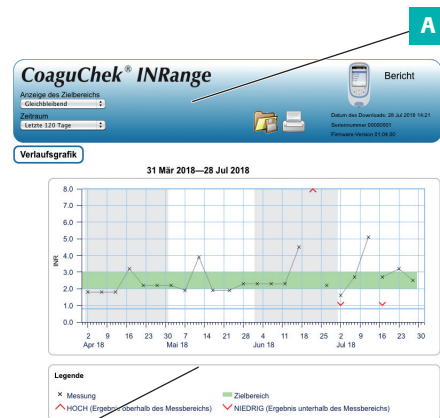 A
CoaguChek® INRange
Bericht
Anzeige des Zielbereichs
Gleichbleibend
Zeitraum
Letzte 120 Tage
Datum des Downloads: 28 Jul 2018 14:21
Seriennummer 00000001
Firmware-Version 01.04.00
Verlaufsgrafik
31 Mär 2018—28 Jul 2018
INR
8.0
7.0
6.0
5.0
4.0
3.0
2.0
1.0
0.0
2 9 16 23 30 7 14 21 28 4 11 18 25 2 9 16 23 30
Apr 18 Mai 18 Jun 18 Jul 18
Legende
× Messung
Zielbereich
HOCH (Ergebnis oberhalb des Messbereichs)
NIEDRIG (Ergebnis unterhalb des Messbereichs)